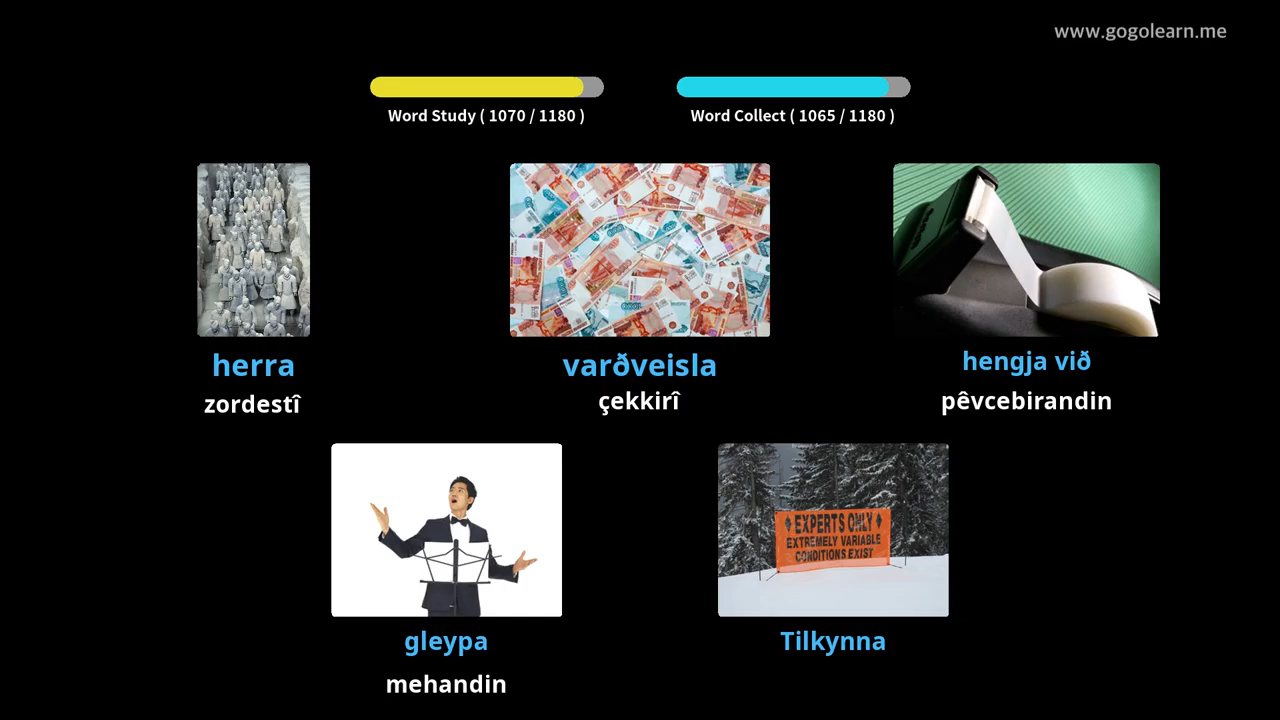 www.gogolearn.me
Word Study ( 1070 / 1180 )
Word Collect ( 1065 / 1180 )
herra
zordestî
varðveisla
çekkirî
hengja við
pêvcebirandin
EXPERTS ONLY
EXTREMELY VARIABLE
CONDITIONS EXIST
gleypa
mehandin
Tilkynna